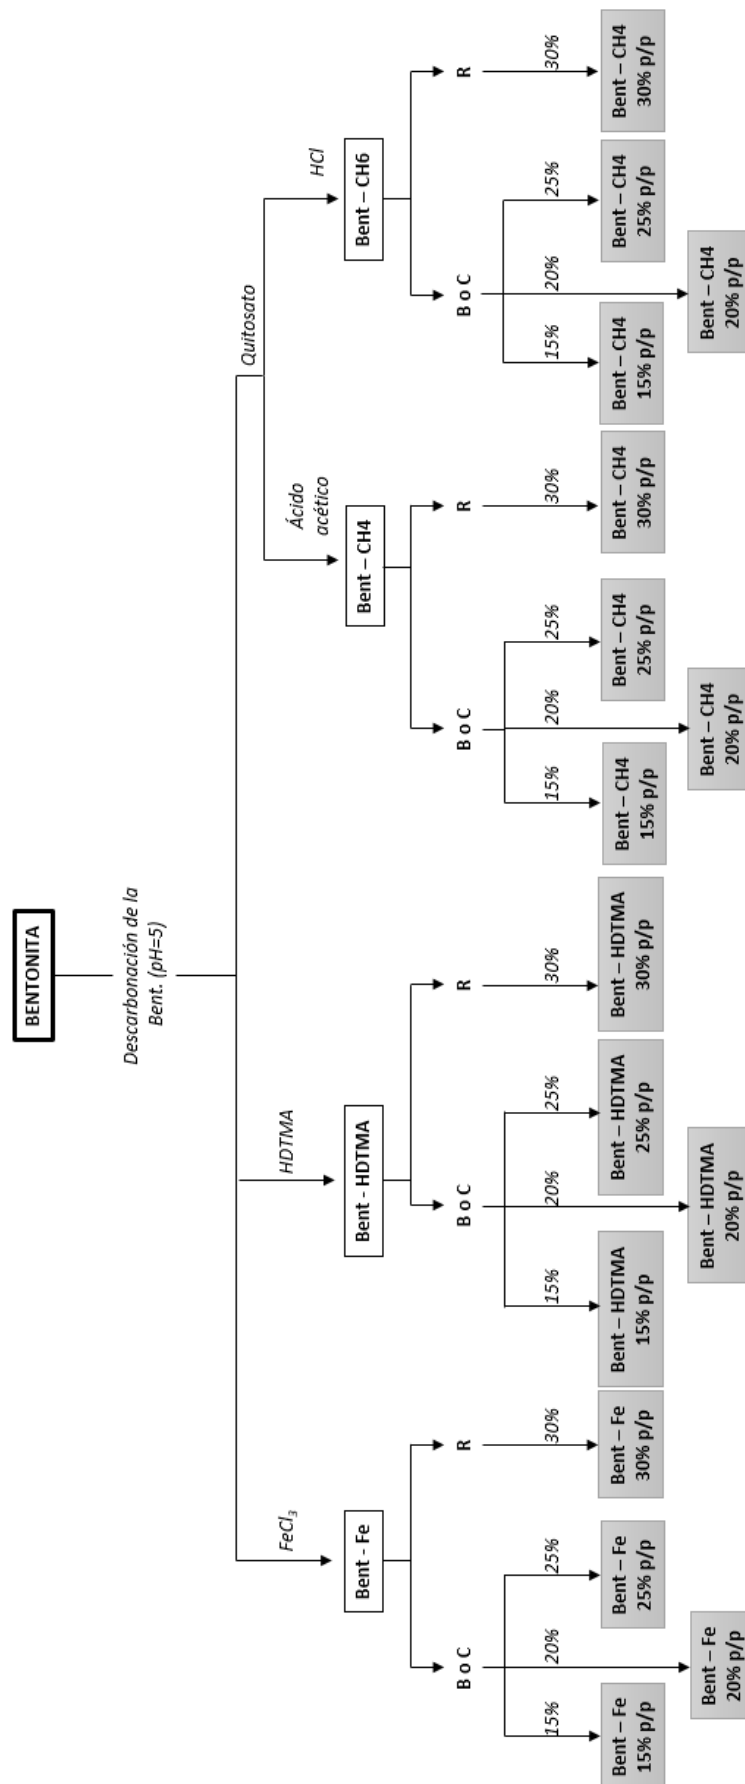 BENTONITA
Descarbonación de la
Bent. (pH=5)
FeCl₃
HDTMA
Quitosato
Ácido
acético
HCl
Bent - Fe
Bent - HDTMA
Bent – CH4
Bent – CH6
B o C
R
B o C
R
B o C
R
B o C
R
15%
20%
25%
30%
15%
20%
25%
30%
15%
20%
25%
30%
15%
20%
25%
30%
Bent – Fe
15% p/p
Bent – Fe
20% p/p
Bent – Fe
25% p/p
Bent – Fe
30% p/p
Bent – HDTMA
15% p/p
Bent – HDTMA
20% p/p
Bent – HDTMA
25% p/p
Bent – HDTMA
30% p/p
Bent – CH4
15% p/p
Bent – CH4
20% p/p
Bent – CH4
25% p/p
Bent – CH4
30% p/p
Bent – CH4
15% p/p
Bent – CH4
20% p/p
Bent – CH4
25% p/p
Bent – CH4
30% p/p